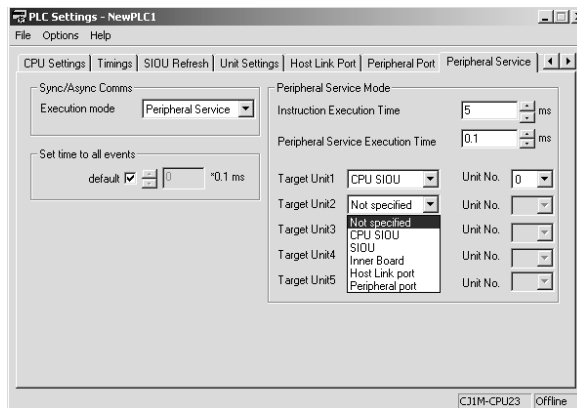 PLC Settings - NewPLC1
File Options Help
CPU Settings Timings SIOU Refresh Unit Settings Host Link Port Peripheral Port Peripheral Service
Sync/Async Comms
Execution mode Peripheral Service
Set time to all events
default 0 *0.1 ms
Peripheral Service Mode
Instruction Execution Time 5 ms
Peripheral Service Execution Time 0.1 ms
Target Unit1 CPU SIOU Unit No. 0
Target Unit2 Not specified Unit No.
Not specified
CPU SIOU
Target Unit3 Unit No.
SIOU
Inner Board
Target Unit4 Unit No.
Host Link port
Peripheral port
Target Unit5 Unit No.
CJ1M-CPU23 Offline